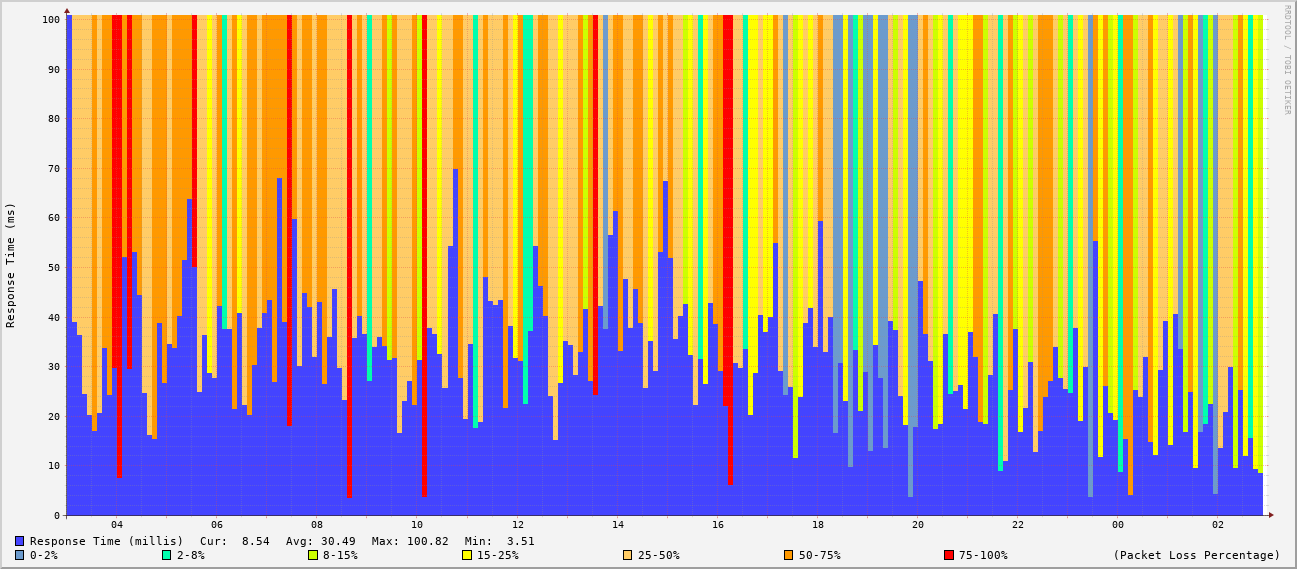 RRDTOOL / TOBI OETIKER
Response Time (ms)
100
90
80
70
60
50
40
30
20
10
0
04 06 08 10 12 14 16 18 20 22 00 02
Response Time (millis) Cur: 8.54 Avg: 30.49 Max: 100.82 Min: 3.51
0-2% 2-8% 8-15% 15-25% 25-50% 50-75% 75-100% (Packet Loss Percentage)